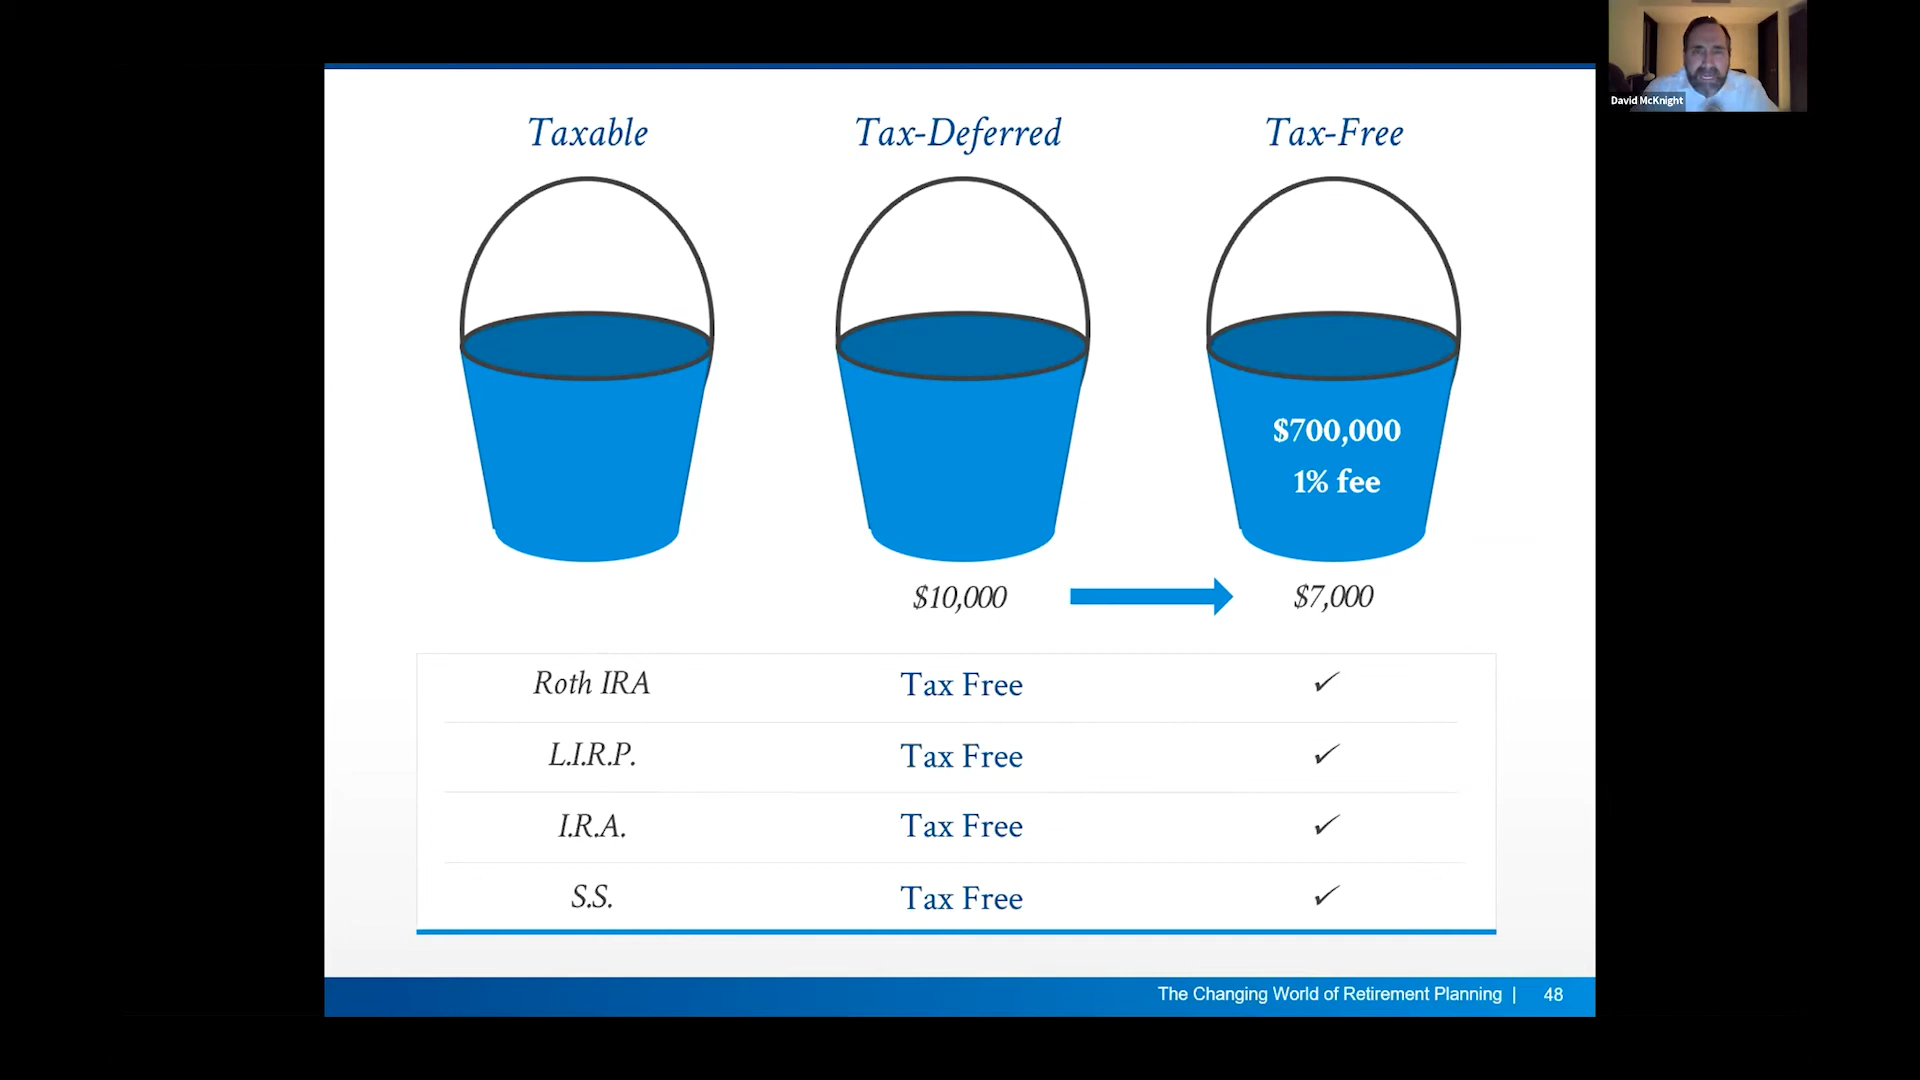 David McKnight
Taxable Tax-Deferred Tax-Free
$700,000
1% fee
$10,000 $7,000
Roth IRA Tax Free ✓
L.I.R.P. Tax Free ✓
I.R.A. Tax Free ✓
S.S. Tax Free ✓
The Changing World of Retirement Planning | 48